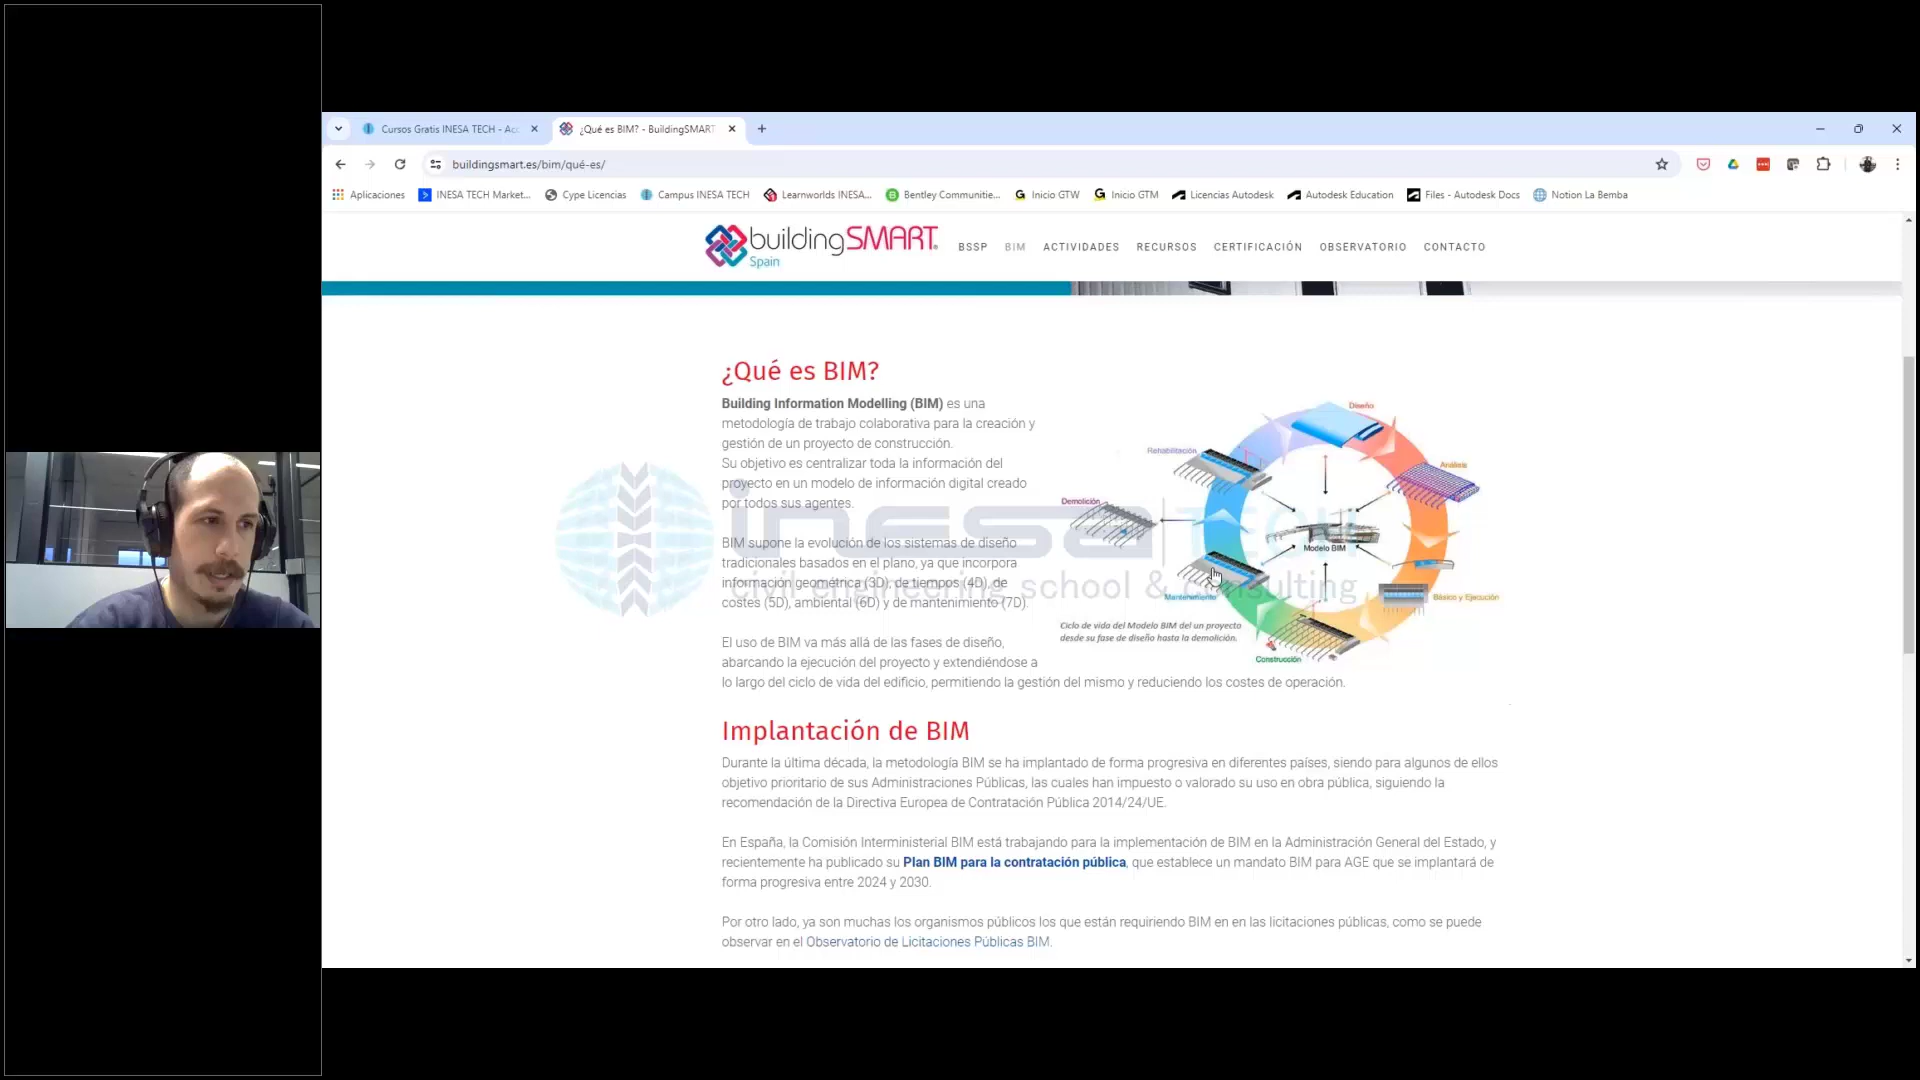 Cursos Gratis INESA TECH - Acc
¿Qué es BIM? - BuildingSMART
buildingsmart.es/bim/qué-es/
Aplicaciones
INESA TECH Market...
Cype Licencias
Campus INESA TECH
Learnworlds INESA...
Bentley Communitie...
Inicio GTW
Inicio GTM
Licencias Autodesk
Autodesk Education
Files - Autodesk Docs
Notion La Bemba
buildingSMART
Spain
BSSP
BIM
ACTIVIDADES
RECURSOS
CERTIFICACIÓN
OBSERVATORIO
CONTACTO
¿Qué es BIM?
Building Information Modelling (BIM) es una
metodología de trabajo colaborativa para la creación y
gestión de un proyecto de construcción.
Su objetivo es centralizar toda la información del
proyecto en un modelo de información digital creado
por todos sus agentes.
BIM supone la evolución de los sistemas de diseño
tradicionales basados en el plano, ya que incorpora
información geométrica (3D), de tiempos (4D), de
costes (5D), ambiental (6D) y de mantenimiento (7D).
El uso de BIM va más allá de las fases de diseño,
abarcando la ejecución del proyecto y extendiéndose a
lo largo del ciclo de vida del edificio, permitiendo la gestión del mismo y reduciendo los costes de operación.
Diseño
Análisis
Básico y Ejecución
Construcción
Mantenimiento
Demolición
Rehabilitación
Modelo BIM
Ciclo de vida del Modelo BIM del un proyecto
desde su fase de diseño hasta la demolición.
inesa TECH
civil engineering school & consulting
Implantación de BIM
Durante la última década, la metodología BIM se ha implantado de forma progresiva en diferentes países, siendo para algunos de ellos
objetivo prioritario de sus Administraciones Públicas, las cuales han impuesto o valorado su uso en obra pública, siguiendo la
recomendación de la Directiva Europea de Contratación Pública 2014/24/UE.
En España, la Comisión Interministerial BIM está trabajando para la implementación de BIM en la Administración General del Estado, y
recientemente ha publicado su Plan BIM para la contratación pública, que establece un mandato BIM para AGE que se implantará de
forma progresiva entre 2024 y 2030.
Por otro lado, ya son muchas los organismos públicos los que están requiriendo BIM en en las licitaciones públicas, como se puede
observar en el Observatorio de Licitaciones Públicas BIM.